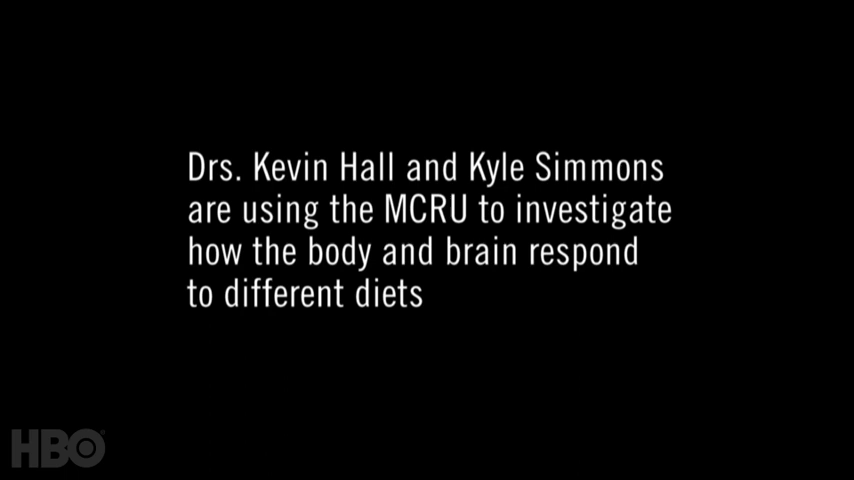 Drs. Kevin Hall and Kyle Simmons
are using the MCRU to investigate
how the body and brain respond
to different diets
HBO